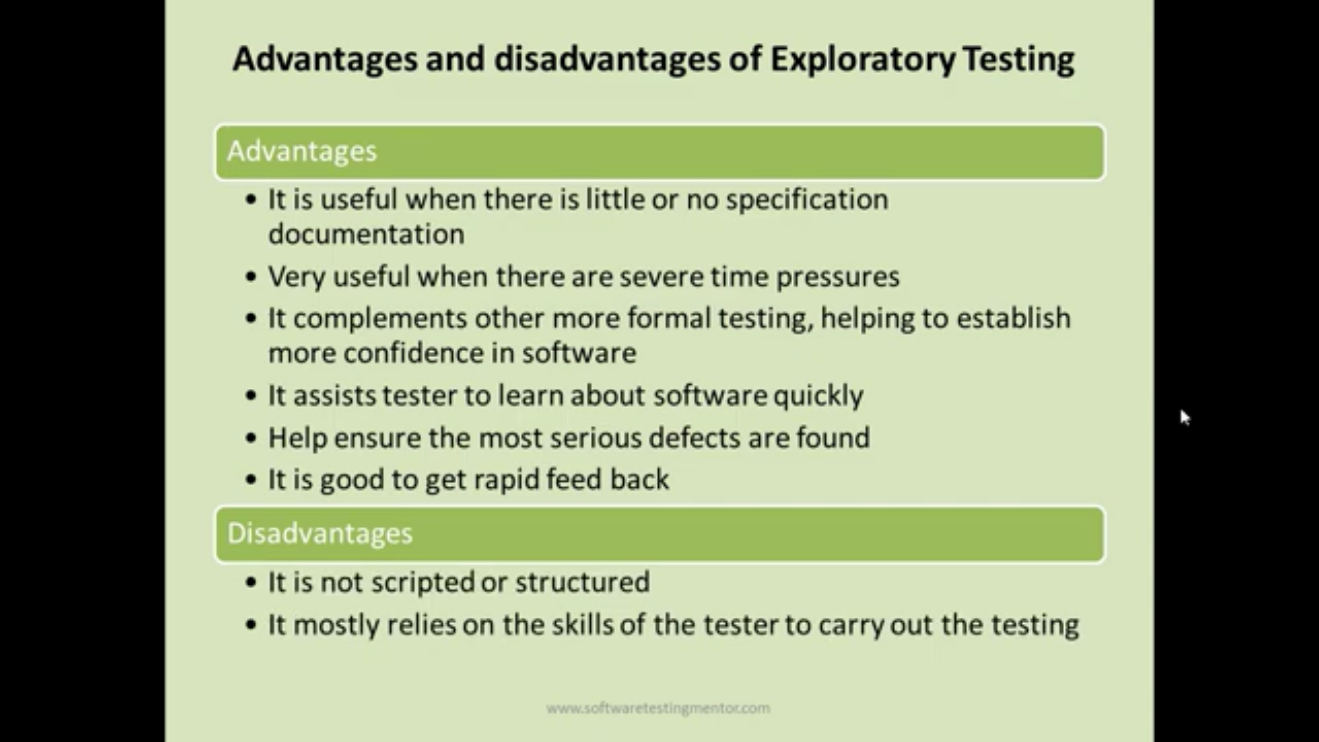 Advantages and disadvantages of Exploratory Testing
Advantages
• It is useful when there is little or no specification
documentation
• Very useful when there are severe time pressures
• It complements other more formal testing, helping to establish
more confidence in software
• It assists tester to learn about software quickly
• Help ensure the most serious defects are found
• It is good to get rapid feed back
Disadvantages
• It is not scripted or structured
• It mostly relies on the skills of the tester to carry out the testing
www.softwaretestingmentor.com